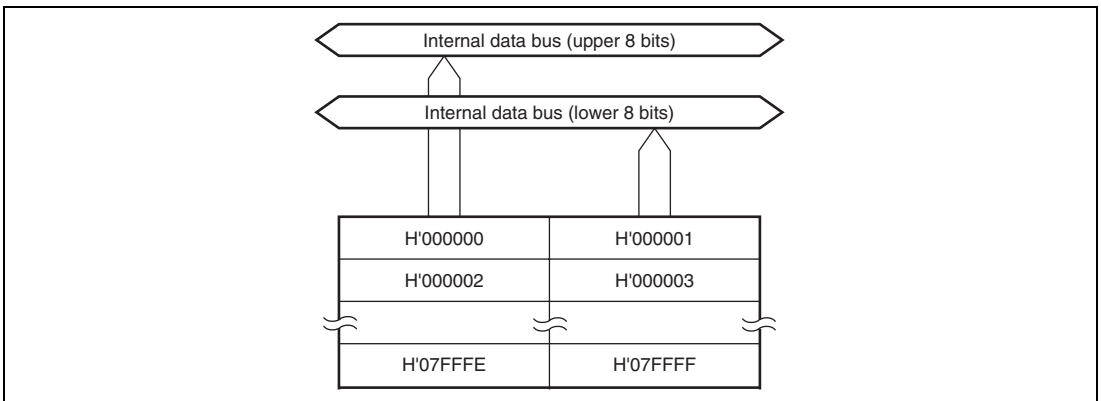 Internal data bus (upper 8 bits)
Internal data bus (lower 8 bits)
H'000000 H'000001
H'000002 H'000003
H'07FFFE H'07FFFF